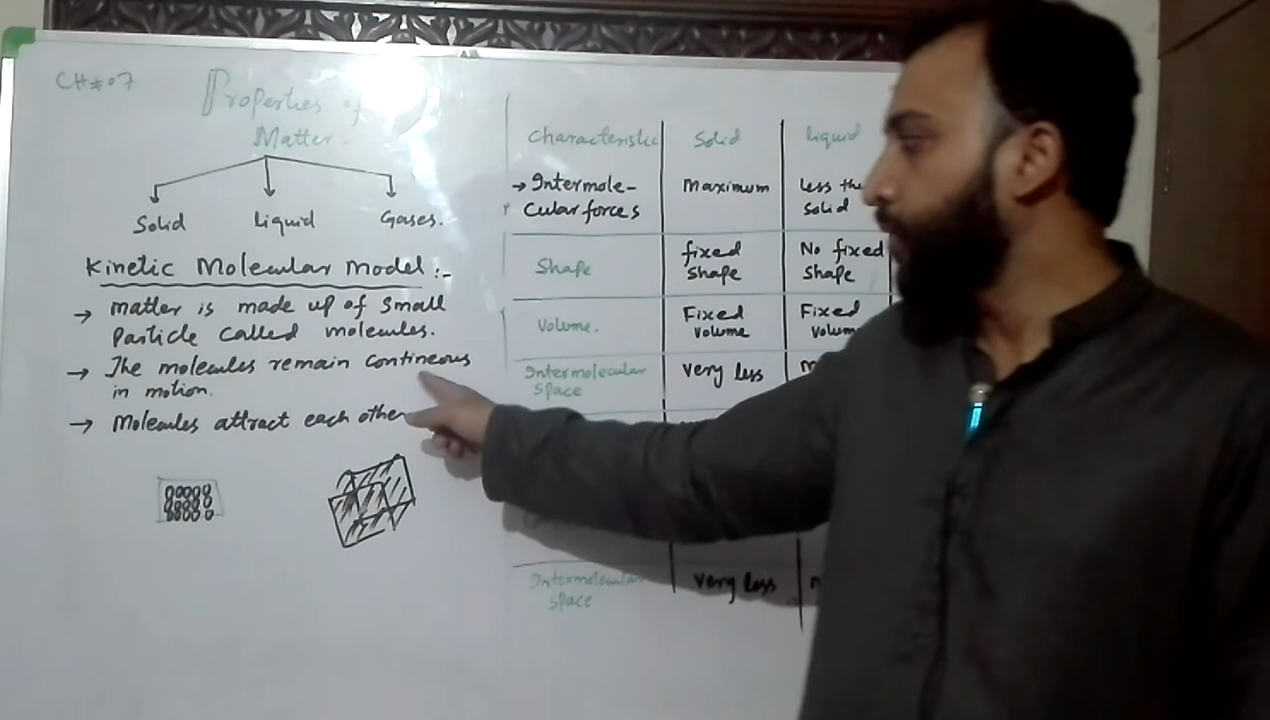 CH#07
Properties of
Matter
Solid Liquid Gases.
Kinetic Molecular Model :-
→ Matter is made up of small
Particle called molecules.
→ The molecules remain contineous
in motion.
→ Molecules attract each other
Characteristic Solid Liquid
→ Intermole-
cular forces
Maximum
less
solid
Shape
fixed
shape
No fixed
shape
Volume.
Fixed
volume
Fixed
volume
Intermolecular
space
very less
Intermolecular
space
very less